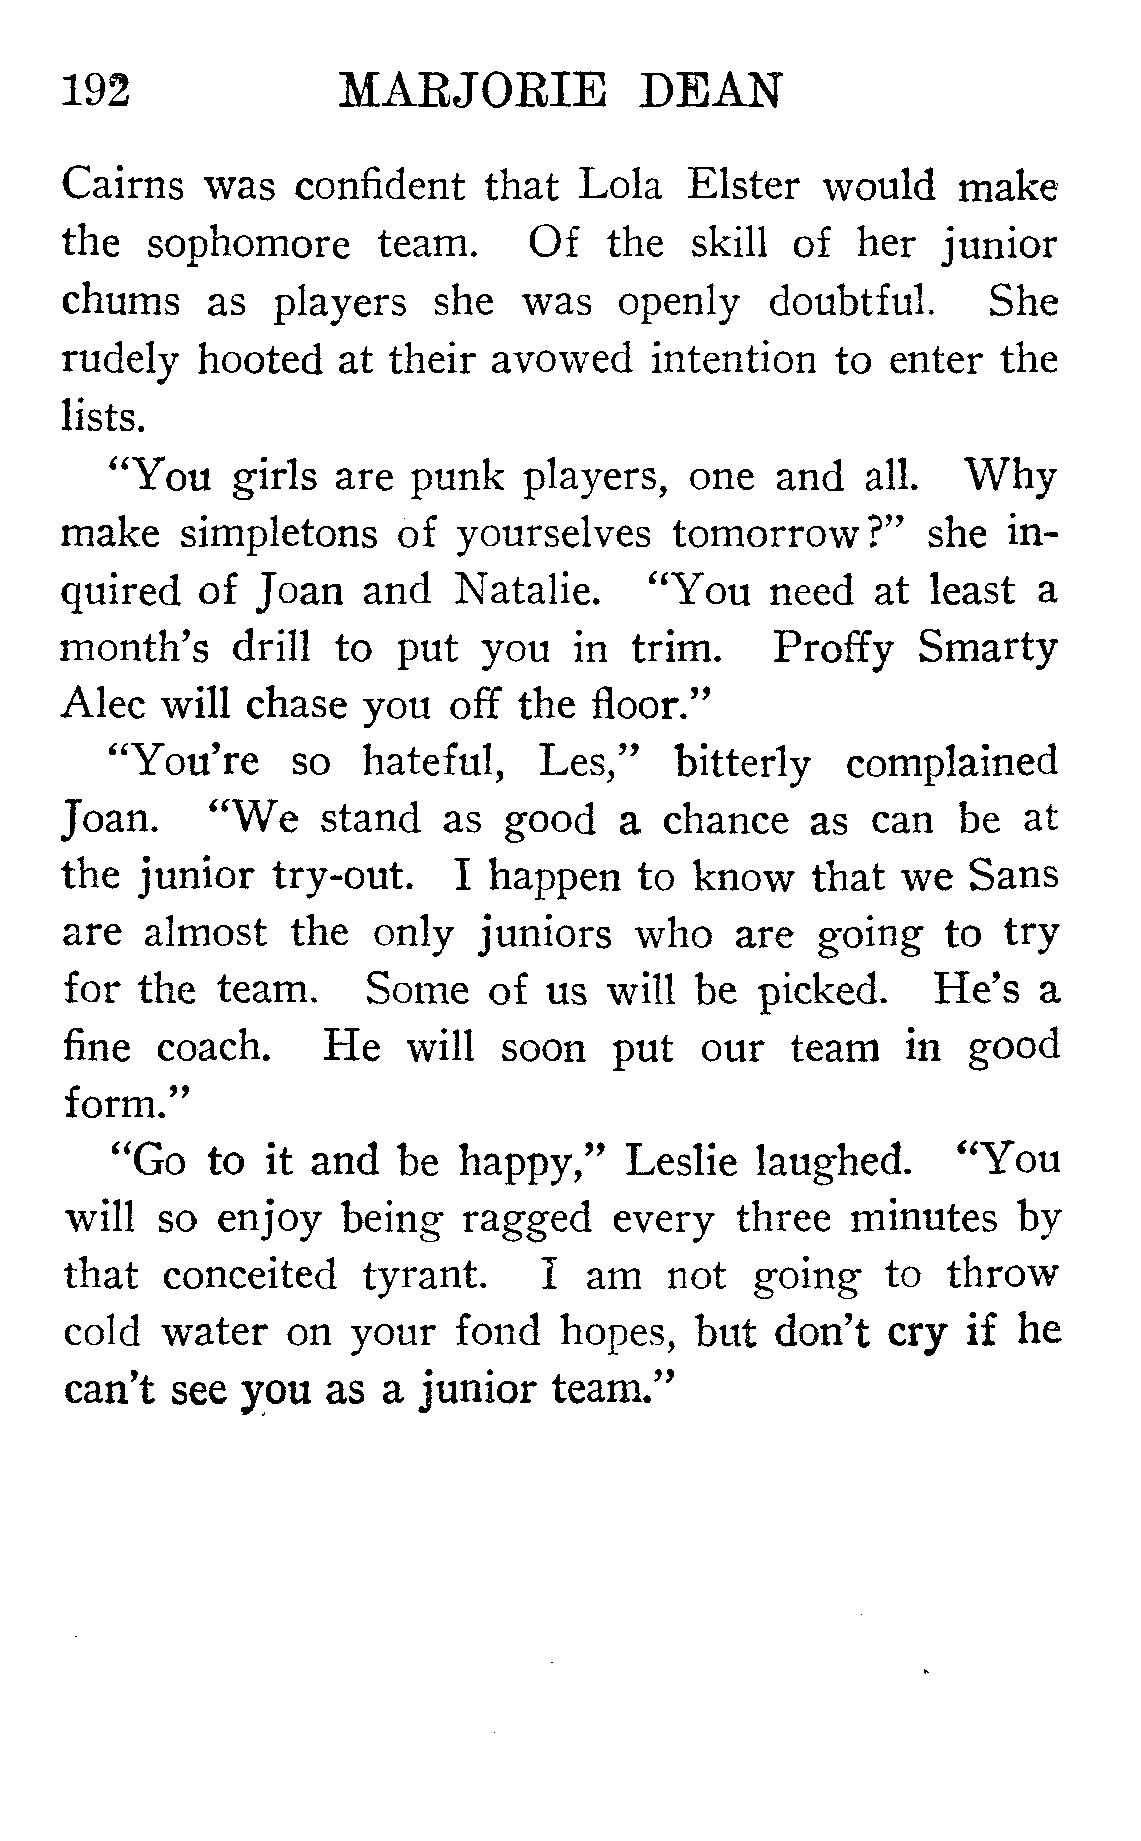 192 MARJORIE DEAN
Cairns was confident that Lola Elster would make
the sophomore team. Of the skill of her junior
chums as players she was openly doubtful. She
rudely hooted at their avowed intention to enter the
lists.
“You girls are punk players, one and all. Why
make simpletons of yourselves tomorrow?” she in-
quired of Joan and Natalie. “You need at least a
month’s drill to put you in trim. Proffy Smarty
Alec will chase you off the floor.”
“You’re so hateful, Les,” bitterly complained
Joan. “We stand as good a chance as can be at
the junior try-out. I happen to know that we Sans
are almost the only juniors who are going to try
for the team. Some of us will be picked. He’s a
fine coach. He will soon put our team in good
form.”
“Go to it and be happy,” Leslie laughed. “You
will so enjoy being ragged every three minutes by
that conceited tyrant. I am not going to throw
cold water on your fond hopes, but don’t cry if he
can’t see you as a junior team.”